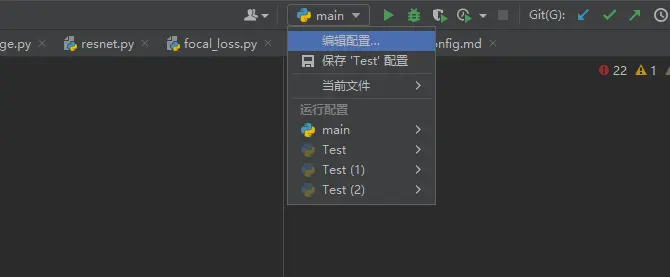 main
Git(G):
ge.py
resnet.py
focal_loss.py
onfig.md
编辑配置...
保存 'Test' 配置
当前文件
运行配置
main
Test
Test (1)
Test (2)
22
1